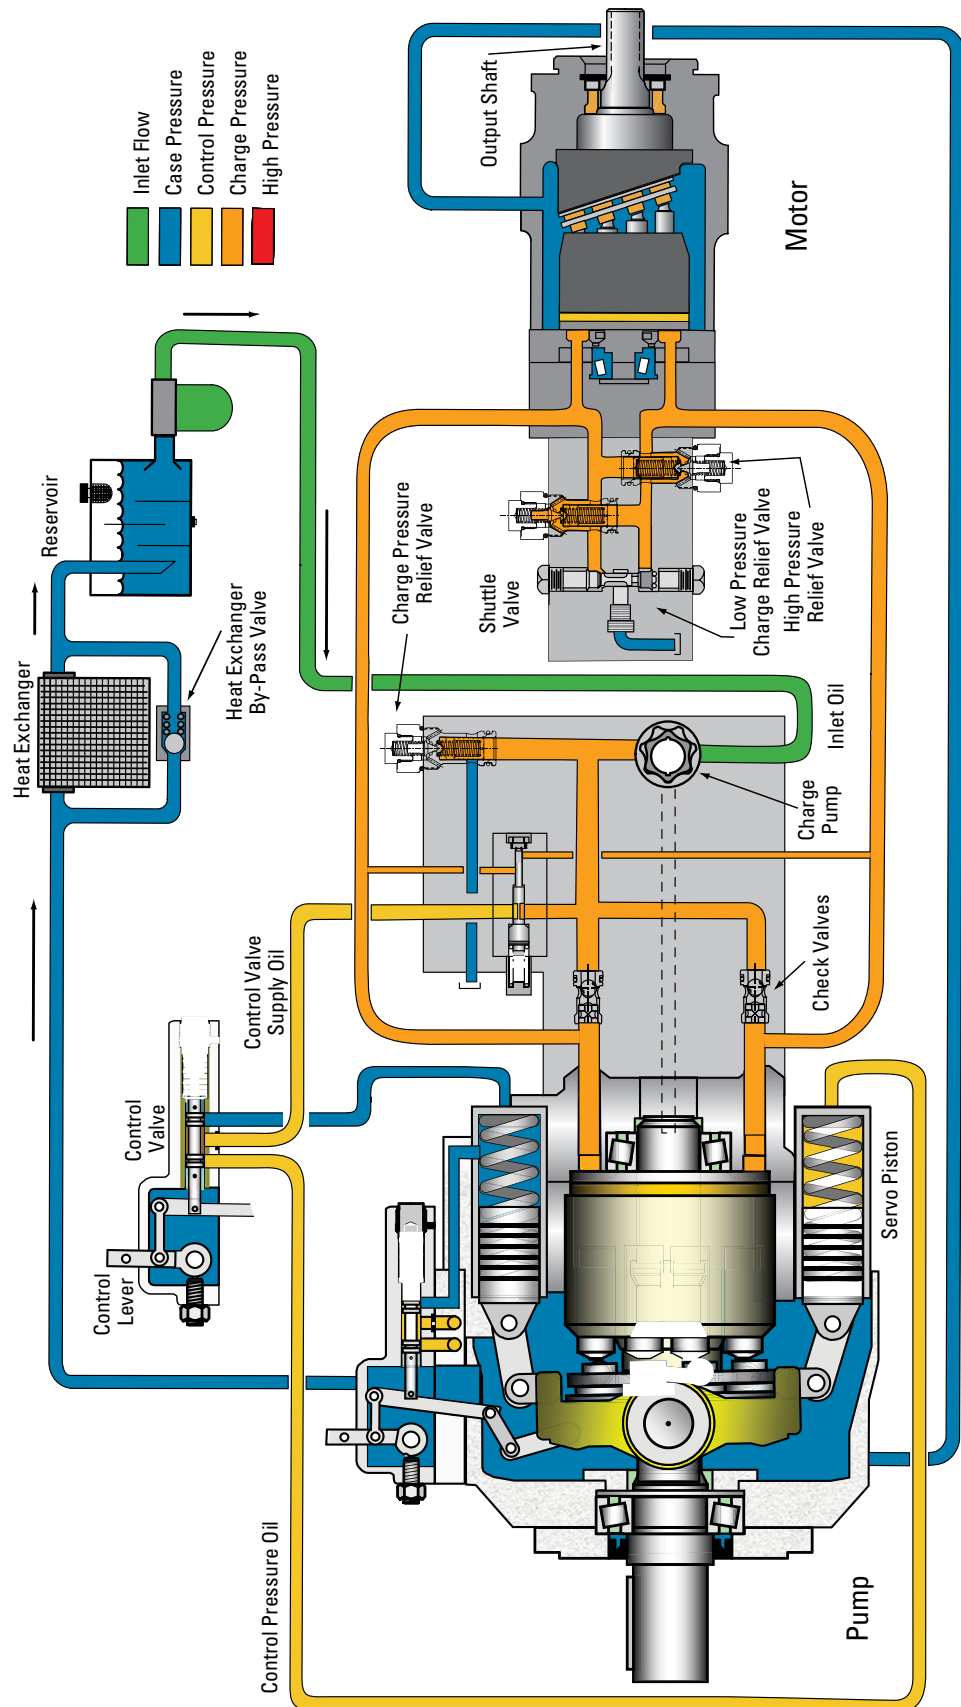 Inlet Flow
Case Pressure
Control Pressure
Charge Pressure
High Pressure
Output Shaft
Motor
Reservoir
Heat Exchanger
Heat Exchanger
By-Pass Valve
Charge Pressure
Relief Valve
Shuttle
Valve
Low Pressure
Charge Relief Valve
High Pressure
Relief Valve
Inlet Oil
Charge
Pump
Check Valves
Control Valve
Supply Oil
Control
Valve
Control
Lever
Servo Piston
Control Pressure Oil
Pump